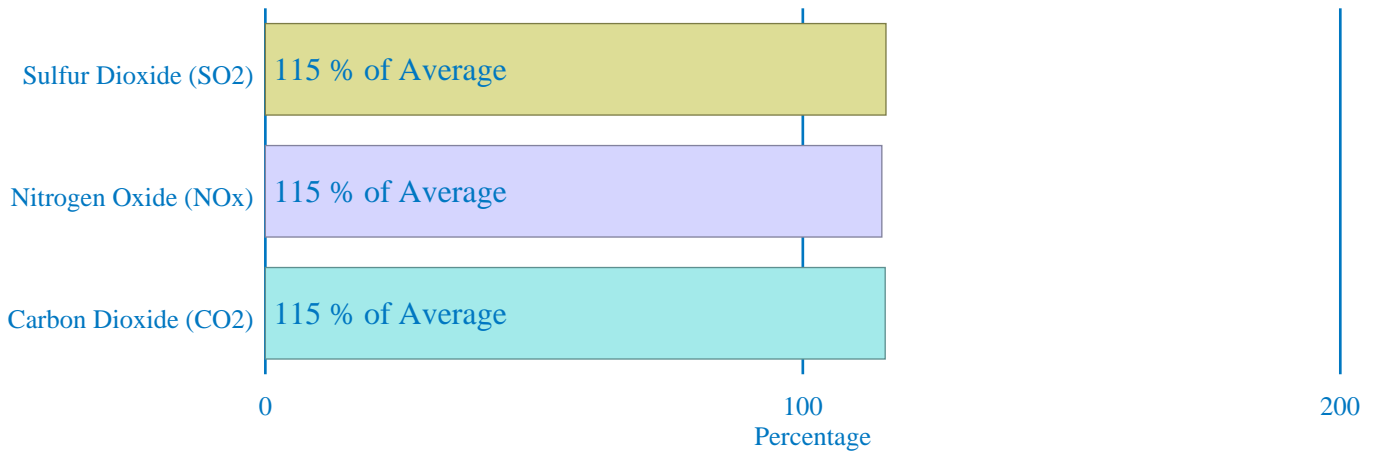 Sulfur Dioxide (SO2) 115 % of Average
Nitrogen Oxide (NOx) 115 % of Average
Carbon Dioxide (CO2) 115 % of Average
0 100 200
Percentage